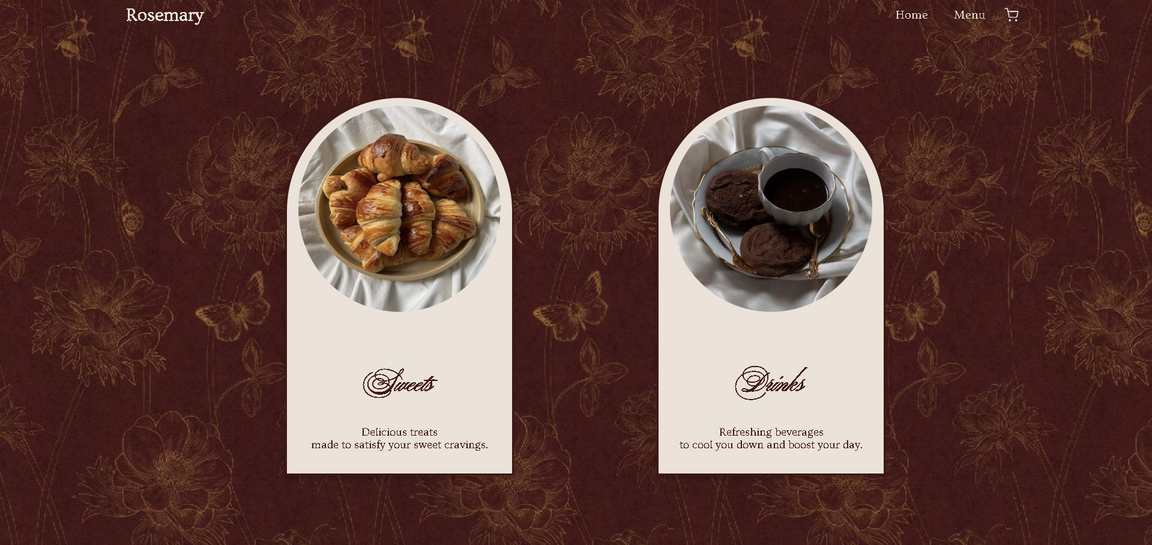 Rosemary
Home Menu
Sweets
Delicious treats
made to satisfy your sweet cravings.
Drinks
Refreshing beverages
to cool you down and boost your day.